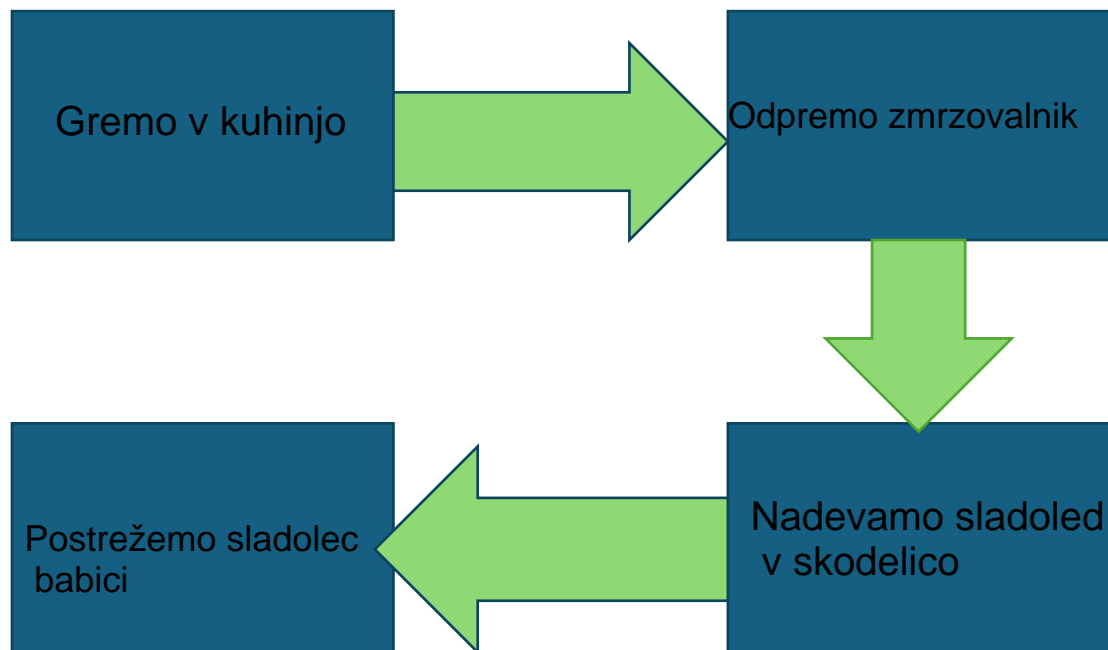 Gremo v kuhinjo
Odpremo zmrzovalnik
Nadevamo sladoled
v skodelico
Postrežemo sladolec
babici